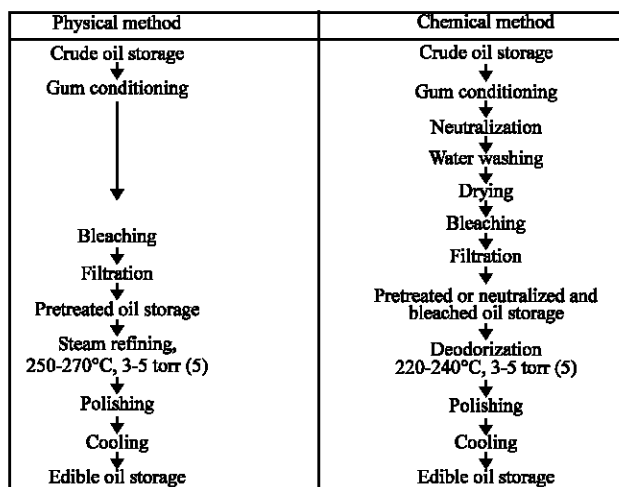 Physical method
Crude oil storage
Gum conditioning
Bleaching
Filtration
Pretreated oil storage
Steam refining,
250-270°C, 3-5 torr (5)
Polishing
Cooling
Edible oil storage
Chemical method
Crude oil storage
Gum conditioning
Neutralization
Water washing
Drying
Bleaching
Filtration
Pretreated or neutralized and
bleached oil storage
Deodorization
220-240°C, 3-5 torr (5)
Polishing
Cooling
Edible oil storage